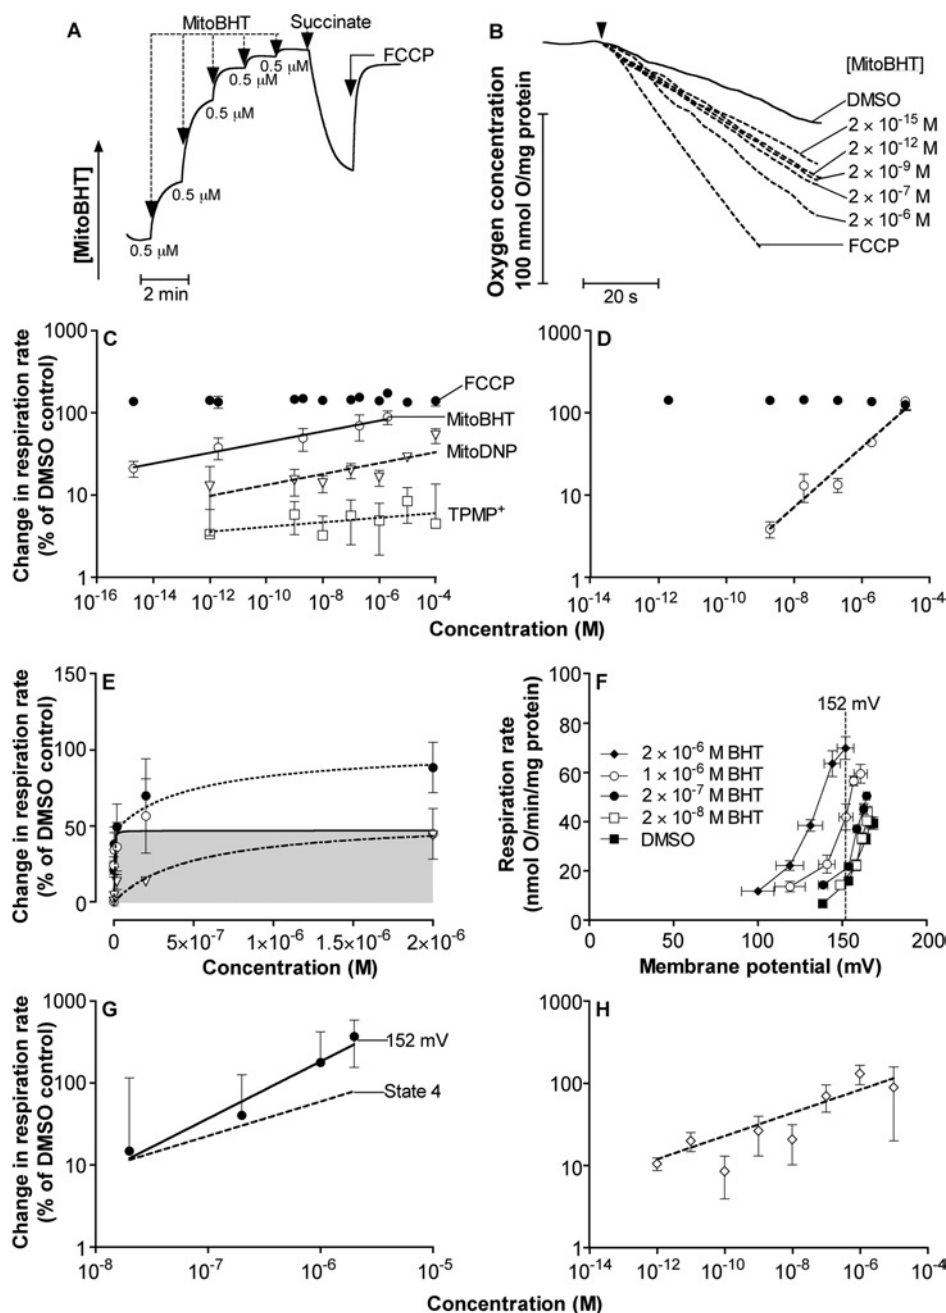 A
MitoBHT
Succinate
FCCP
0.5 μM
0.5 μM
0.5 μM
0.5 μM
0.5 μM
[MitoBHT]
2 min
B
[MitoBHT]
DMSO
2 × 10⁻¹⁵ M
2 × 10⁻¹² M
2 × 10⁻⁹ M
2 × 10⁻⁷ M
2 × 10⁻⁶ M
FCCP
Oxygen concentration
100 nmol O/mg protein
20 s
C
Change in respiration rate
(% of DMSO control)
1000
100
10
1
FCCP
MitoBHT
MitoDNP
TPMP⁺
10⁻¹⁶ 10⁻¹⁴ 10⁻¹² 10⁻¹⁰ 10⁻⁸ 10⁻⁶ 10⁻⁴
D
1000
100
10
1
10⁻¹⁴ 10⁻¹² 10⁻¹⁰ 10⁻⁸ 10⁻⁶ 10⁻⁴
Concentration (M)
E
Change in respiration rate
(% of DMSO control)
150
100
50
0
0 5×10⁻⁷ 1×10⁻⁶ 1.5×10⁻⁶ 2×10⁻⁶
Concentration (M)
F
152 mV
Respiration rate
(nmol O/min/mg protein)
100
80
60
40
20
0
2 × 10⁻⁶ M BHT
1 × 10⁻⁶ M BHT
2 × 10⁻⁷ M BHT
2 × 10⁻⁸ M BHT
DMSO
0 50 100 150 200
Membrane potential (mV)
G
Change in respiration rate
(% of DMSO control)
1000
100
10
1
152 mV
State 4
10⁻⁸ 10⁻⁷ 10⁻⁶ 10⁻⁵
H
1000
100
10
1
10⁻¹⁴ 10⁻¹² 10⁻¹⁰ 10⁻⁸ 10⁻⁶ 10⁻⁴
Concentration (M)